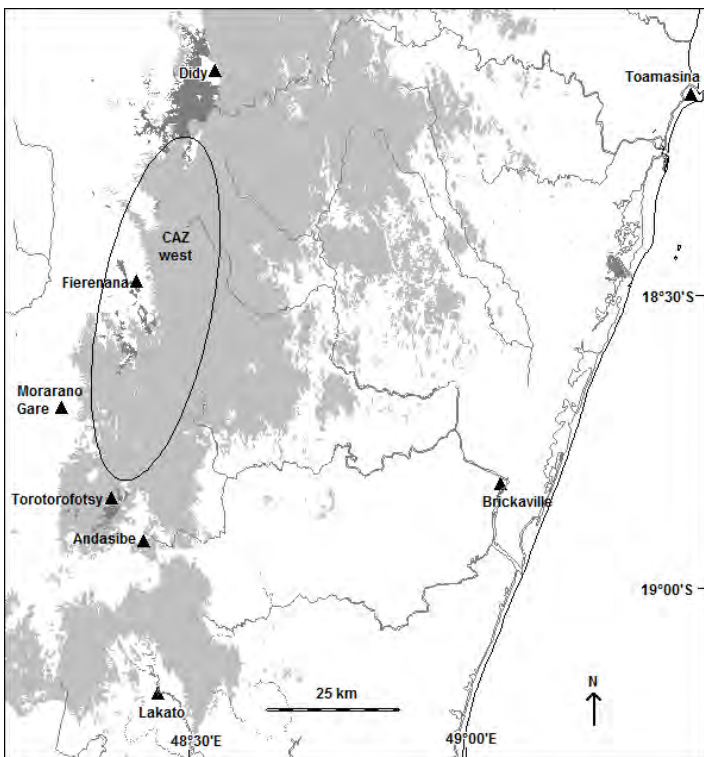 Didy
Toamasina
CAZ
west
Fierenana
18°30'S
Morarano
Gare
Torotorofotsy
Brickaville
Andasibe
19°00'S
25 km
N
Lakato
48°30'E
49°00'E